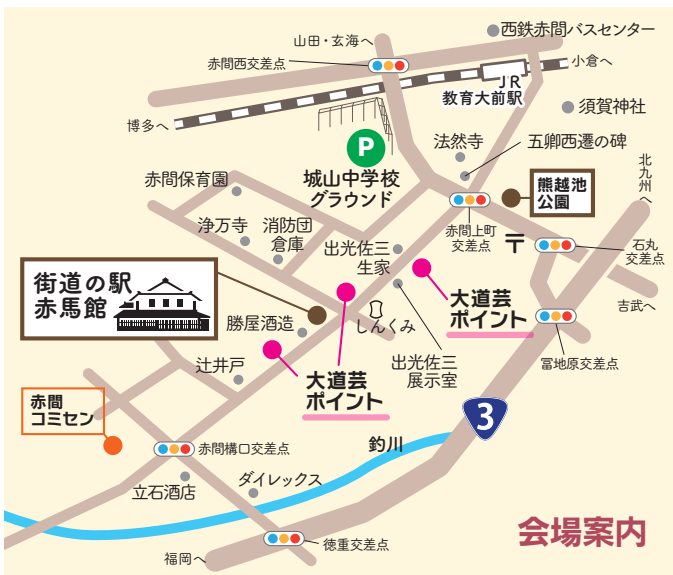 西鉄赤間バスセンター
山田・玄海へ
赤間西交差点
小倉へ
JR
教育大前駅
博多へ
須賀神社
P
法然寺
五卿西遷の碑
北九州へ
城山中学校
グラウンド
赤間保育園
熊越池
公園
浄万寺
消防団
倉庫
赤間上町
交差点
〒
石丸
交差点
出光佐三
生家
街道の駅
赤馬館
大道芸
ポイント
吉武へ
勝屋酒造
しんくみ
辻井戸
大道芸
ポイント
出光佐三
展示室
冨地原交差点
赤間
コミセン
3
赤間構口交差点
釣川
立石酒店
ダイレックス
会場案内
徳重交差点
福岡へ